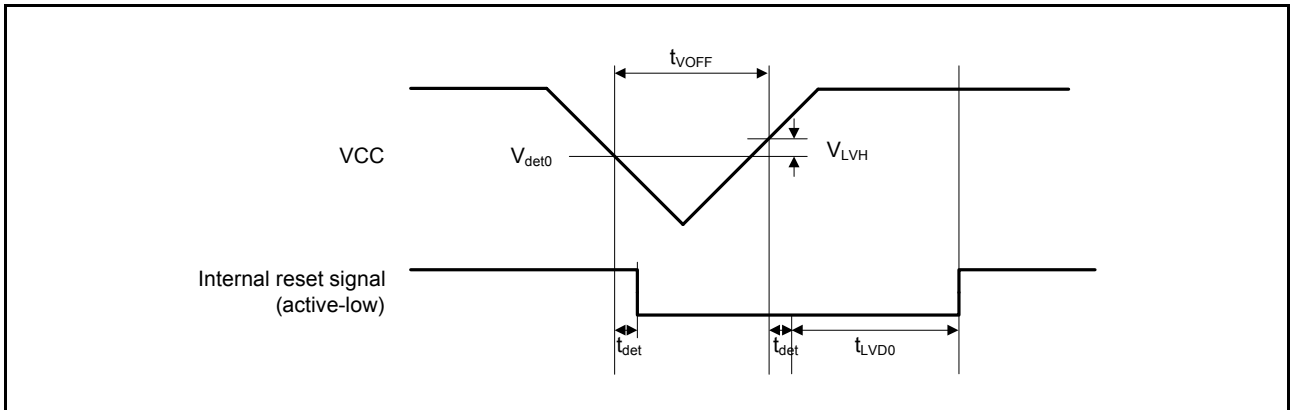 tVOFF
VCC
Vdet0
VLVH
Internal reset signal
(active-low)
tdet
tdet
tLVD0